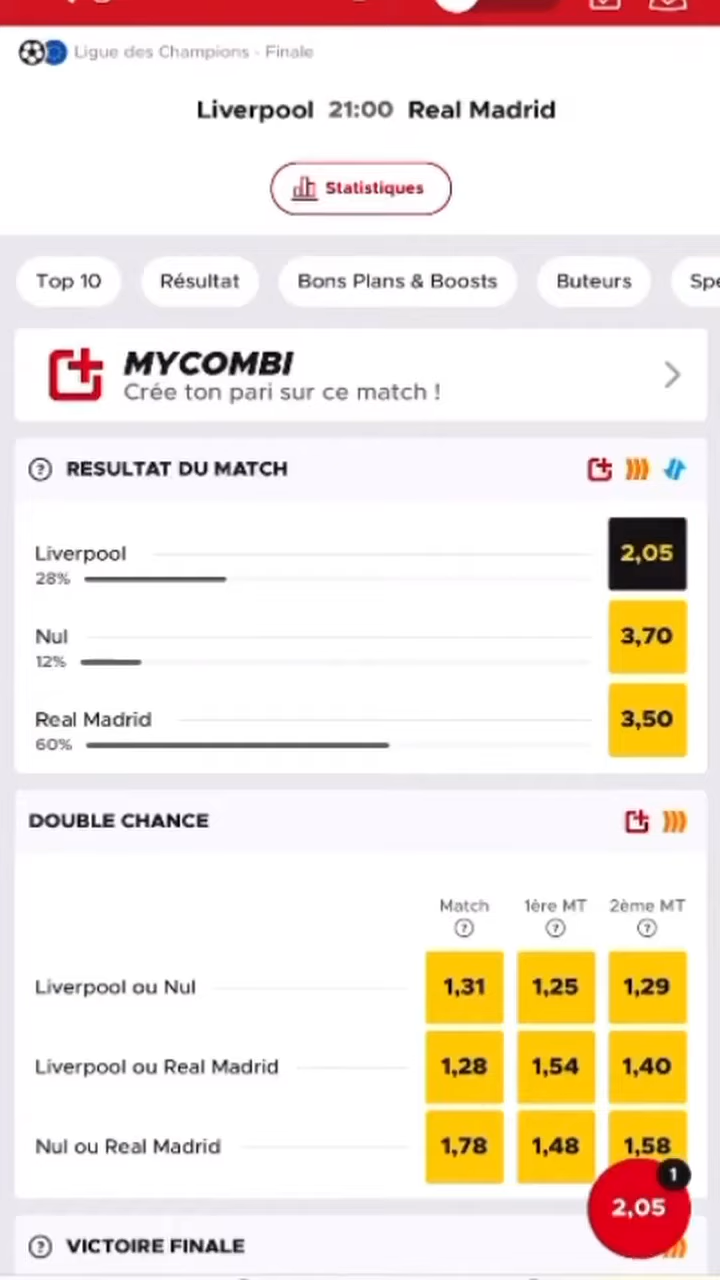 Ligue des Champions - Finale
Liverpool 21:00 Real Madrid
Statistiques
Top 10 Résultat Bons Plans & Boosts Buteurs Spe
MYCOMBI
Crée ton pari sur ce match !
? RESULTAT DU MATCH
Liverpool 2,05
28%
Nul 3,70
12%
Real Madrid 3,50
60%
DOUBLE CHANCE
Match 1ère MT 2ème MT
? ? ?
Liverpool ou Nul 1,31 1,25 1,29
Liverpool ou Real Madrid 1,28 1,54 1,40
Nul ou Real Madrid 1,78 1,48 1,58
1
2,05
? VICTOIRE FINALE